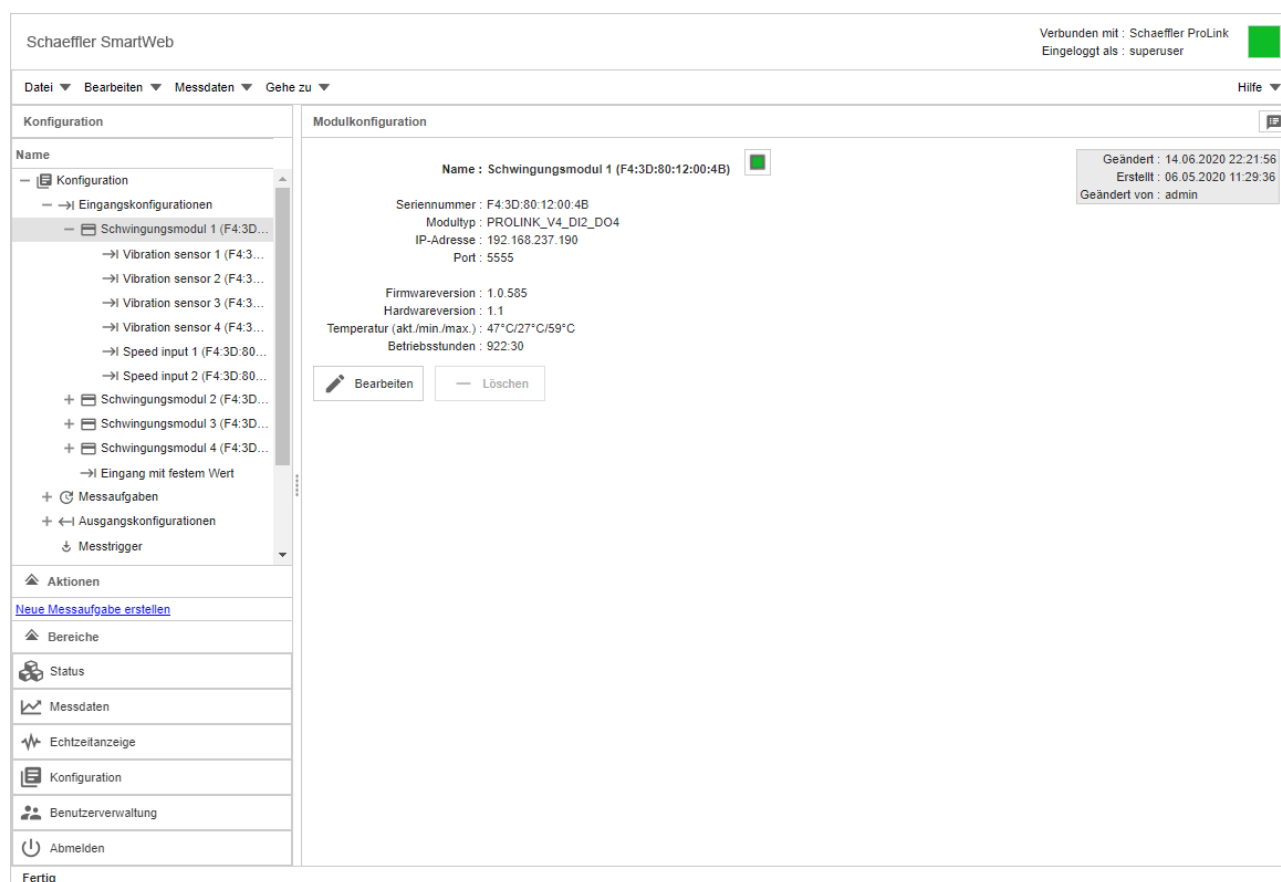 Schaeffler SmartWeb
Verbunden mit : Schaeffler ProLink
Eingeloggt als : superuser
Datei Bearbeiten Messdaten Gehe zu Hilfe
Konfiguration
Name
Konfiguration
Eingangskonfigurationen
Schwingungsmodul 1 (F4:3D...
Vibration sensor 1 (F4:3...
Vibration sensor 2 (F4:3...
Vibration sensor 3 (F4:3...
Vibration sensor 4 (F4:3...
Speed input 1 (F4:3D:80...
Speed input 2 (F4:3D:80...
Schwingungsmodul 2 (F4:3D...
Schwingungsmodul 3 (F4:3D...
Schwingungsmodul 4 (F4:3D...
Eingang mit festem Wert
Messaufgaben
Ausgangskonfigurationen
Messtrigger
Aktionen
Neue Messaufgabe erstellen
Bereiche
Status
Messdaten
Echtzeitanzeige
Konfiguration
Benutzerverwaltung
Abmelden
Modulkonfiguration
Name : Schwingungsmodul 1 (F4:3D:80:12:00:4B)
Seriennummer : F4:3D:80:12:00:4B
Modultyp : PROLINK_V4_DI2_DO4
IP-Adresse : 192.168.237.190
Port : 5555
Firmwareversion : 1.0.585
Hardwareversion : 1.1
Temperatur (akt./min./max.) : 47°C/27°C/59°C
Betriebsstunden : 922:30
Bearbeiten Löschen
Geändert : 14.06.2020 22:21:56
Erstellt : 06.05.2020 11:29:36
Geändert von : admin
Fertig